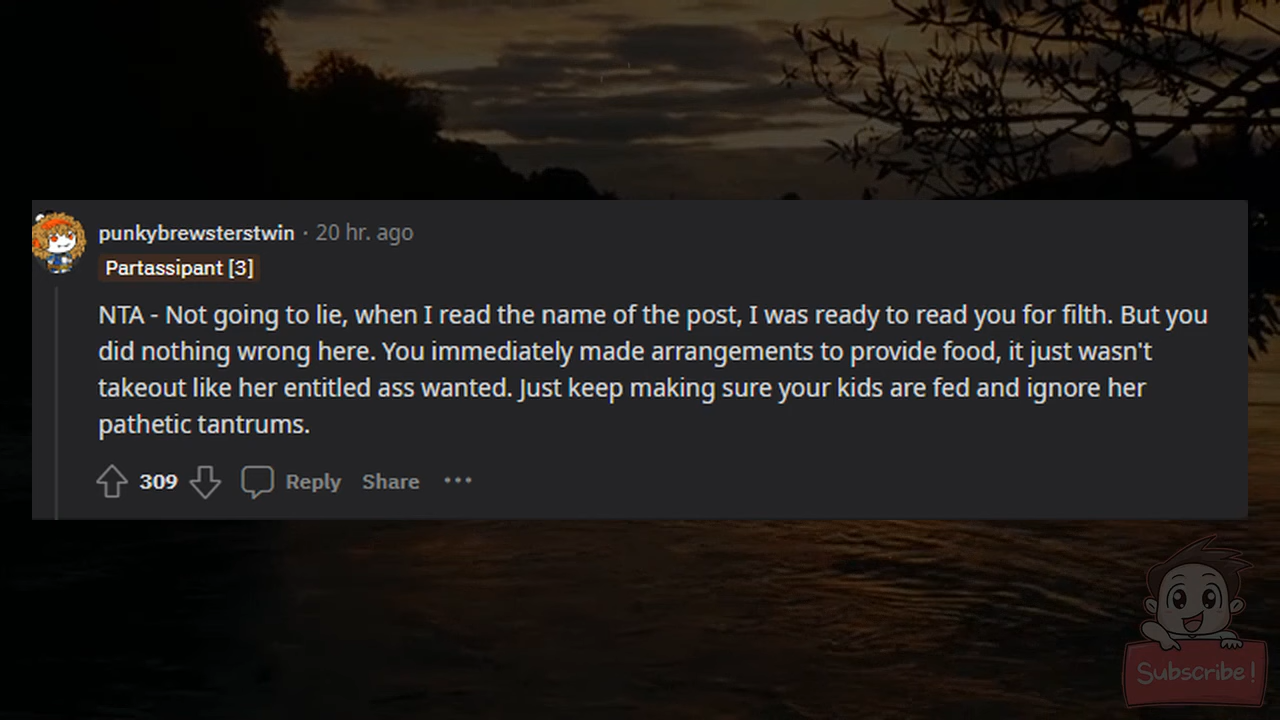 punkybrewsterstwin · 20 hr. ago
Partassipant [3]
NTA - Not going to lie, when I read the name of the post, I was ready to read you for filth. But you
did nothing wrong here. You immediately made arrangements to provide food, it just wasn't
takeout like her entitled ass wanted. Just keep making sure your kids are fed and ignore her
pathetic tantrums.
309 Reply Share ···
Subscribe!